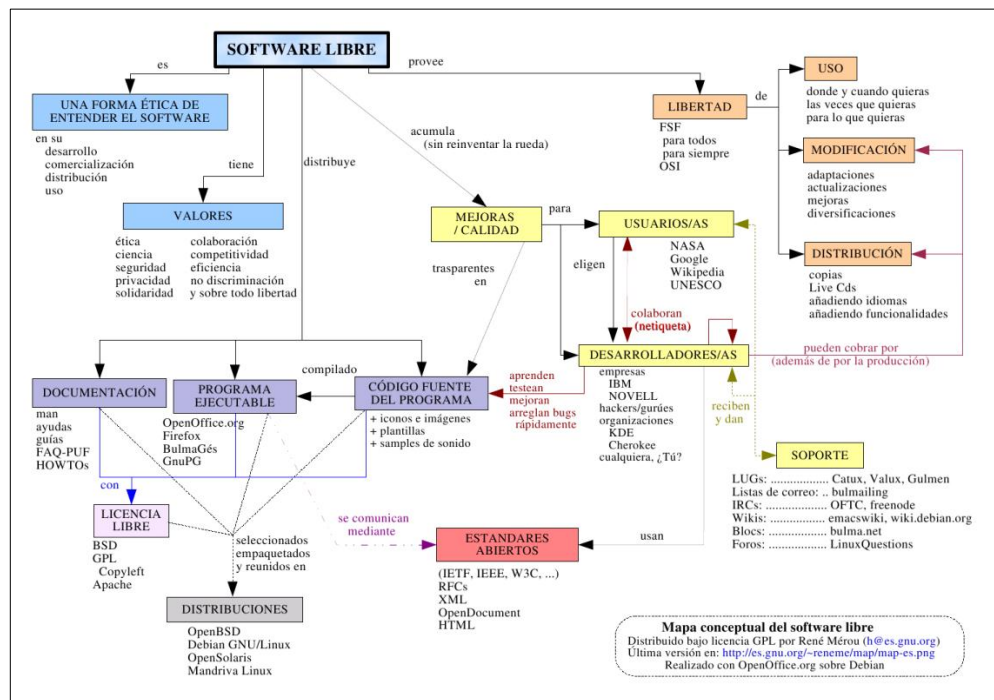 SOFTWARE LIBRE
es
provee
UNA FORMA ÉTICA DE
ENTENDER EL SOFTWARE
en su
desarrollo
comercialización
distribución
uso
tiene
distribuye
acumula
(sin reinventar la rueda)
LIBERTAD
FSF
para todos
para siempre
OSI
de
USO
donde y cuando quieras
las veces que quieras
para lo que quieras
MODIFICACIÓN
adaptaciones
actualizaciones
mejoras
diversificaciones
DISTRIBUCIÓN
copias
Live Cds
añadiendo idiomas
añadiendo funcionalidades
VALORES
ética
ciencia
seguridad
privacidad
solidaridad
colaboración
competitividad
eficiencia
no discriminación
y sobre todo libertad
MEJORAS
/ CALIDAD
para
trasparentes
en
USUARIOS/AS
NASA
Google
Wikipedia
UNESCO
eligen
colaboran
(netiqueta)
DESARROLLADORES/AS
empresas
IBM
NOVELL
hackers/gurúes
organizaciones
KDE
Cherokee
cualquiera, ¿Tú?
pueden cobrar por
(además de por la producción)
aprenden
testean
mejoran
arreglan bugs
rápidamente
reciben
y dan
DOCUMENTACIÓN
man
ayudas
guías
FAQ-PUF
HOWTOs
PROGRAMA
EJECUTABLE
OpenOffice.org
Firefox
BulmaGés
GnuPG
compilado
CÓDIGO FUENTE
DEL PROGRAMA
+ iconos e imágenes
+ plantillas
+ samples de sonido
SOPORTE
LUGs: ................. Catux, Valux, Gulmen
Listas de correo: .. bulmailing
IRCs: .................. OFTC, freenode
Wikis: ................. emacswiki, wiki.debian.org
Blocs: ................. bulma.net
Foros: ................. LinuxQuestions
con
LICENCIA
LIBRE
BSD
GPL
Copyleft
Apache
seleccionados
empaquetados
y reunidos en
se comunican
mediante
usan
ESTANDARES
ABIERTOS
(IETF, IEEE, W3C, ...)
RFCs
XML
OpenDocument
HTML
DISTRIBUCIONES
OpenBSD
Debian GNU/Linux
OpenSolaris
Mandriva Linux
Mapa conceptual del software libre
Distribuido bajo licencia GPL por René Mérou (h@es.gnu.org)
Última versión en: http://es.gnu.org/~reneme/map/map-es.png
Realizado con OpenOffice.org sobre Debian